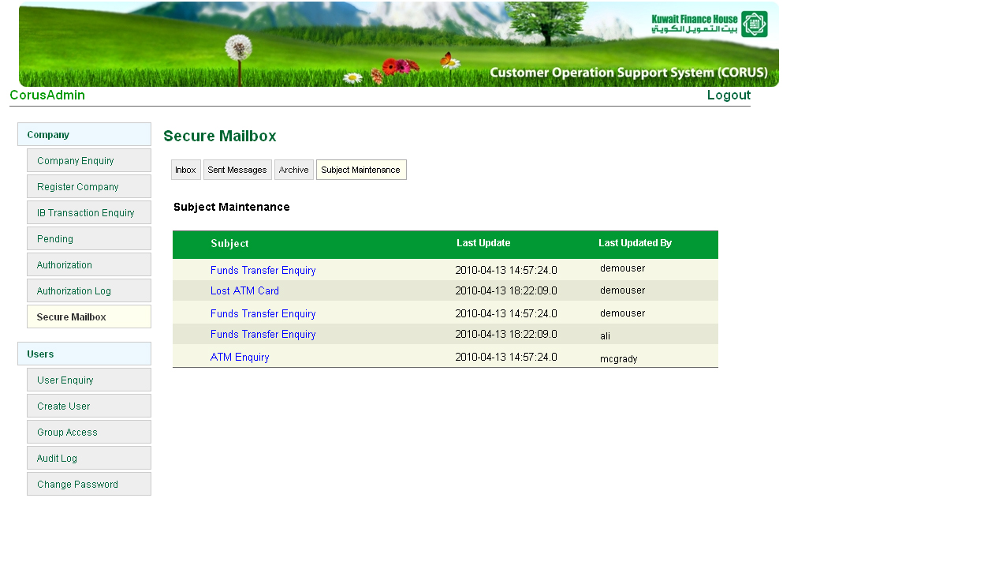 Kuwait Finance House
بيت التمويل الكويتي
Customer Operation Support System (CORUS)
CorusAdmin Logout
Company
Company Enquiry
Register Company
IB Transaction Enquiry
Pending
Authorization
Authorization Log
Secure Mailbox
Users
User Enquiry
Create User
Group Access
Audit Log
Change Password
Secure Mailbox
Inbox Sent Messages Archive Subject Maintenance
Subject Maintenance
Subject Last Update Last Updated By
Funds Transfer Enquiry 2010-04-13 14:57:24.0 demouser
Lost ATM Card 2010-04-13 18:22:09.0 demouser
Funds Transfer Enquiry 2010-04-13 14:57:24.0 demouser
Funds Transfer Enquiry 2010-04-13 18:22:09.0 ali
ATM Enquiry 2010-04-13 14:57:24.0 mcgrady